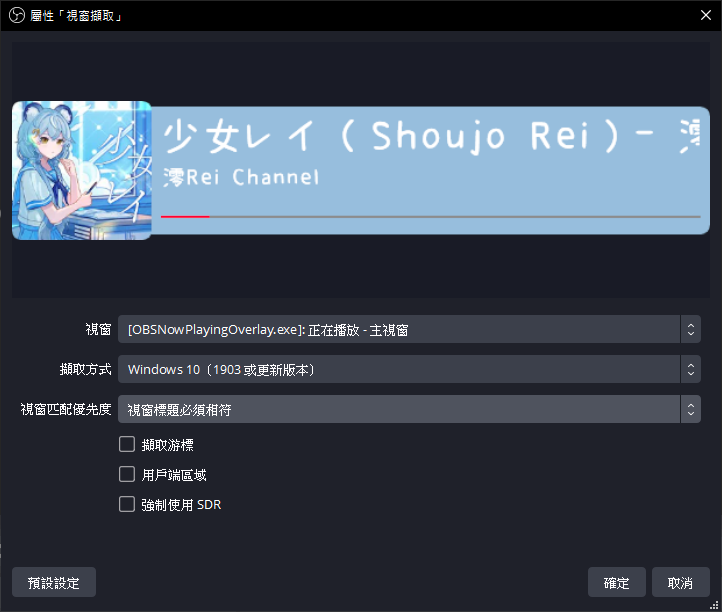 屬性「視窗擷取」
少女レイ
少女レイ ( Shoujo Rei ) - 澪
澪Rei Channel
視窗 [OBSNowPlayingOverlay.exe]: 正在播放 - 主視窗
擷取方式 Windows 10（1903 或更新版本）
視窗匹配優先度 視窗標題必須相符
擷取游標
用戶端區域
強制使用 SDR
預設設定 確定 取消